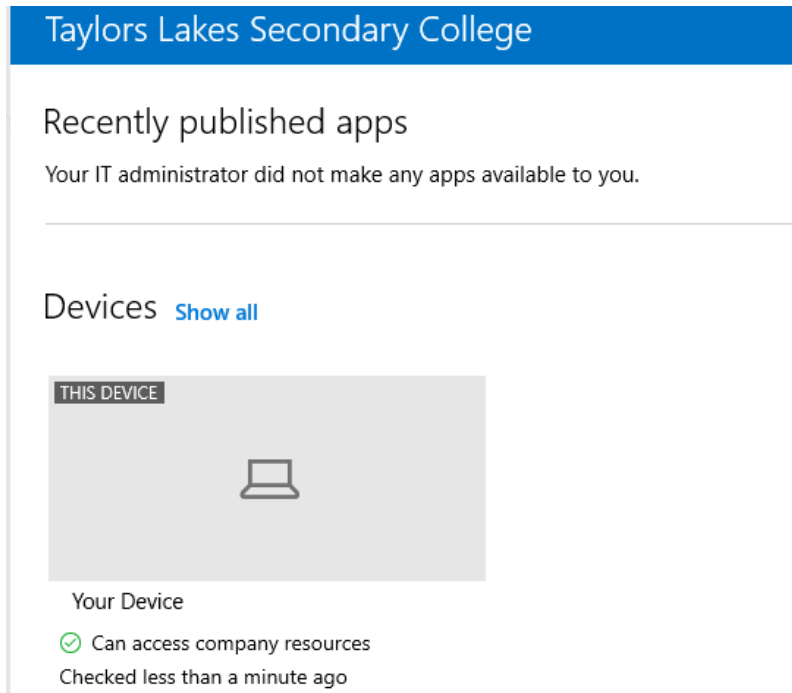 Taylors Lakes Secondary College
Recently published apps
Your IT administrator did not make any apps available to you.
Devices Show all
THIS DEVICE
Your Device
Can access company resources
Checked less than a minute ago